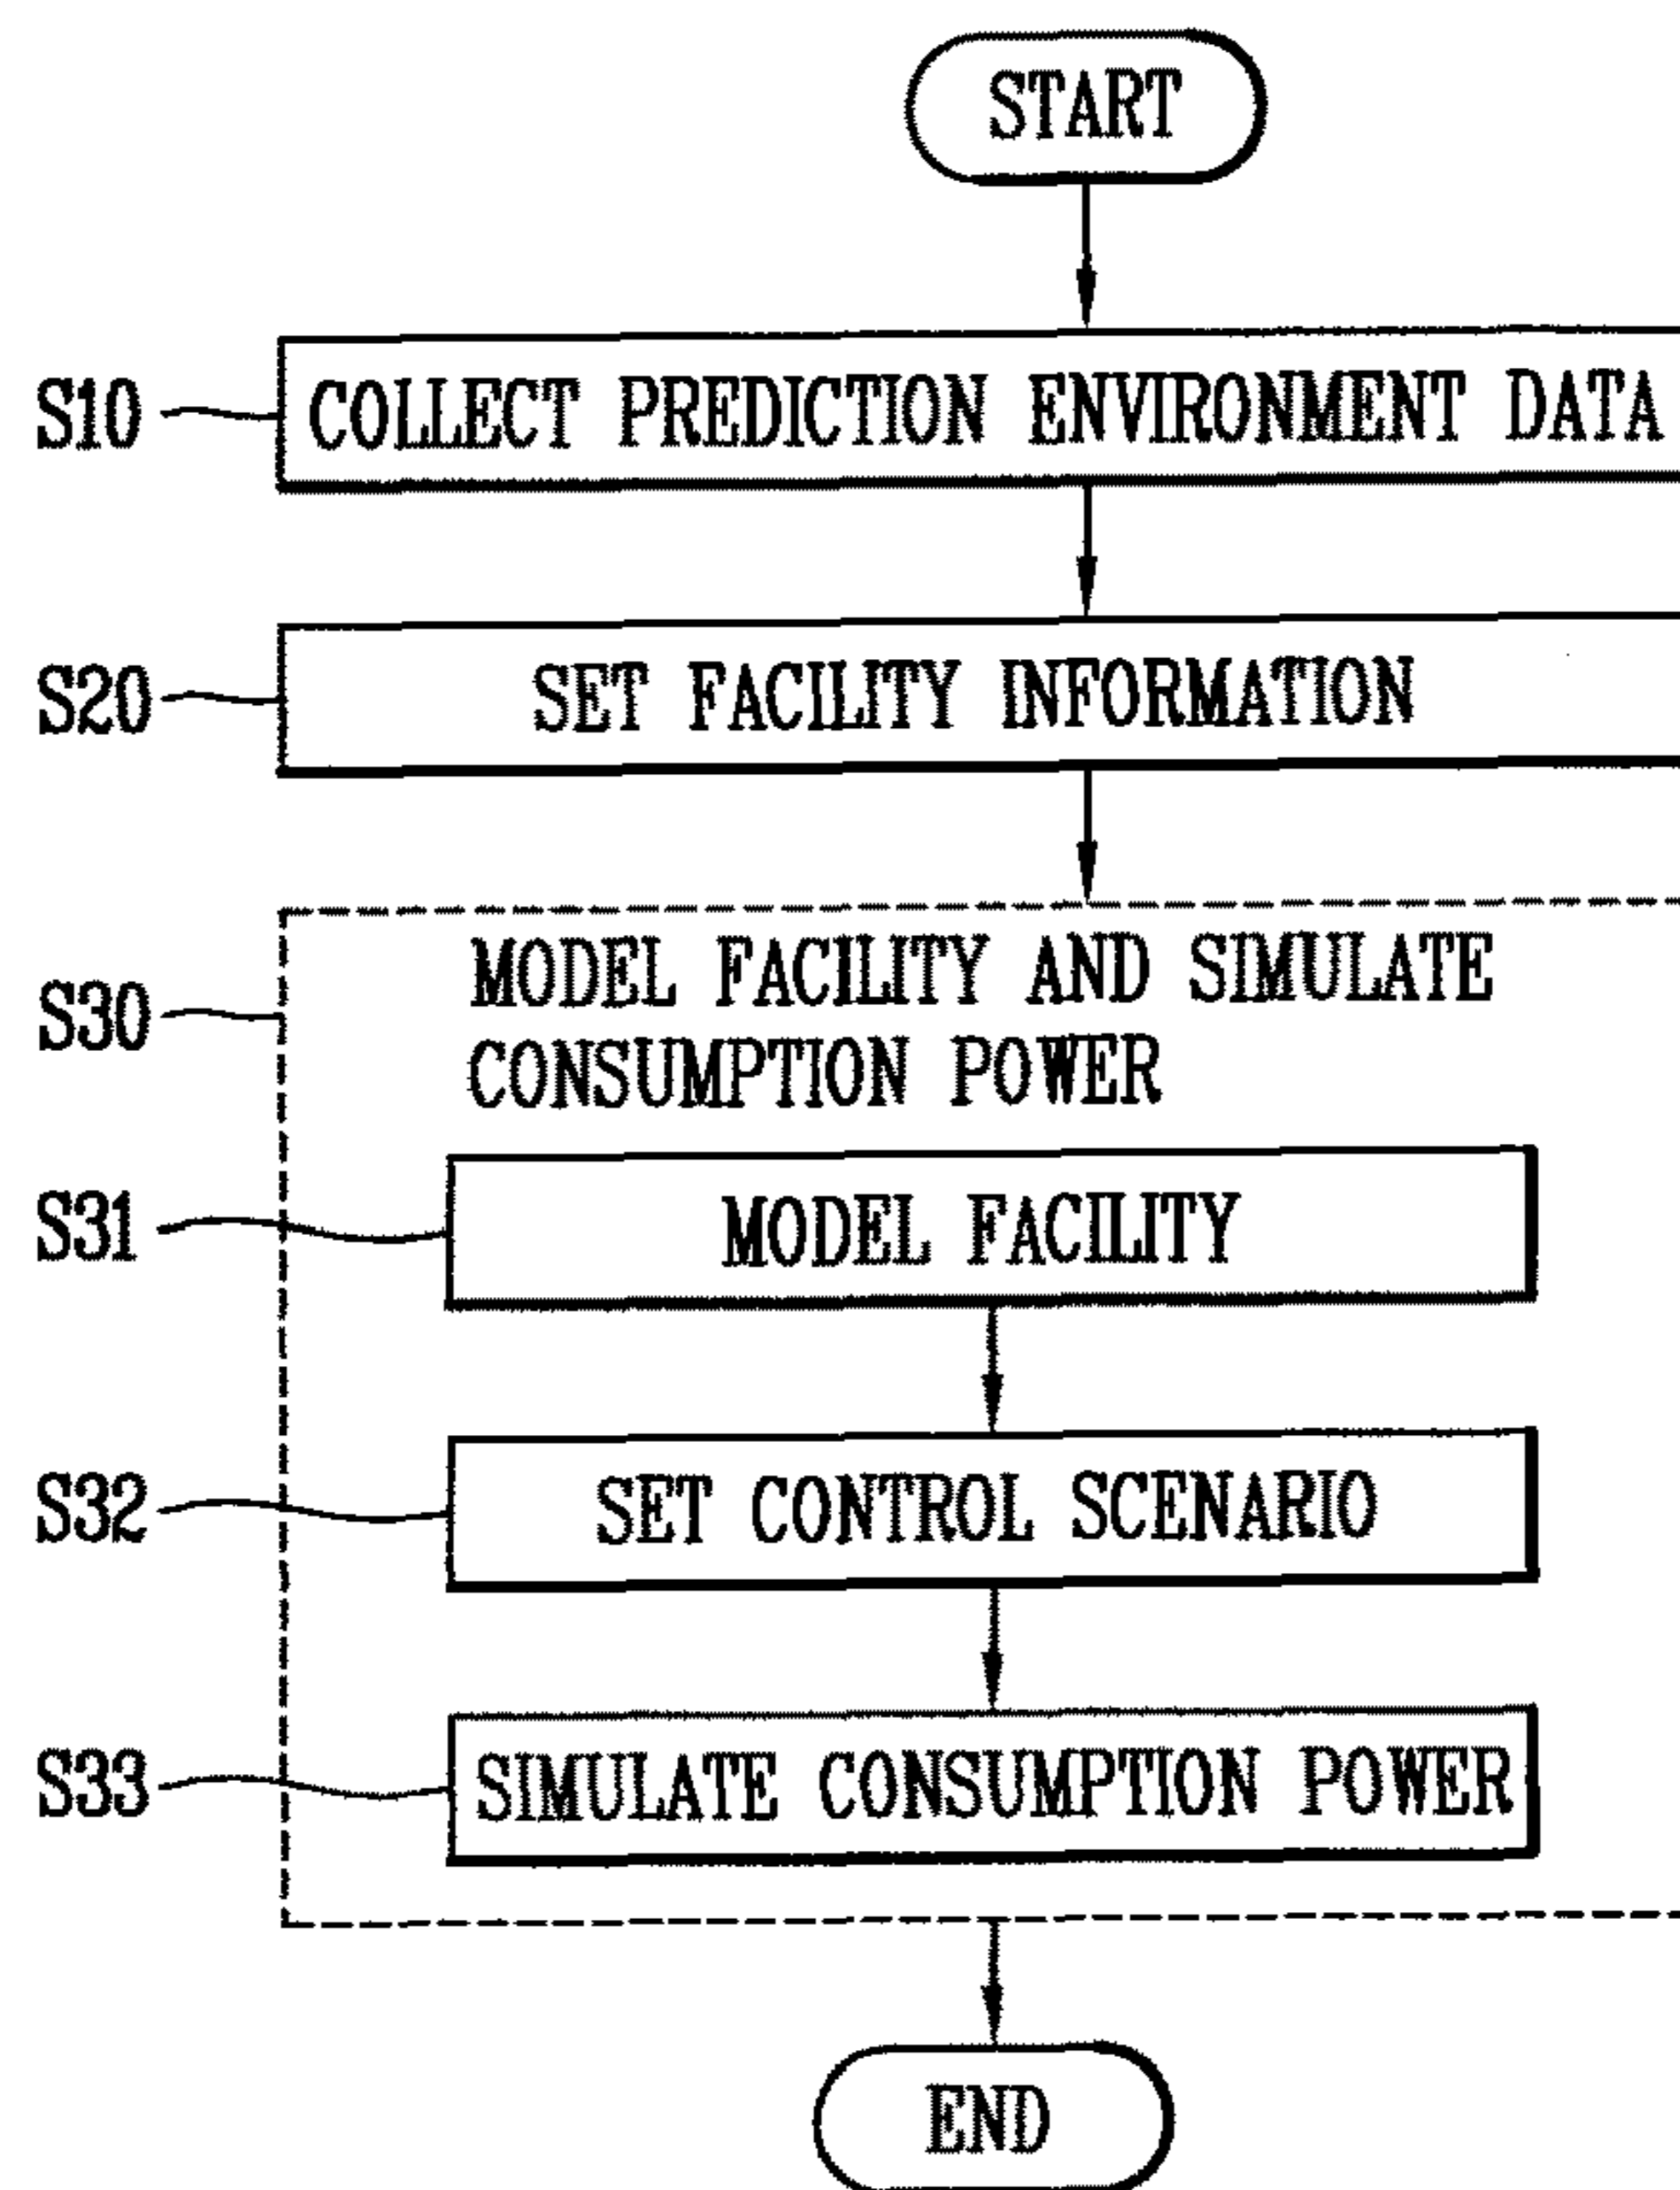 START
S10 COLLECT PREDICTION ENVIRONMENT DATA
S20 SET FACILITY INFORMATION
S30 MODEL FACILITY AND SIMULATE
CONSUMPTION POWER
S31 MODEL FACILITY
S32 SET CONTROL SCENARIO
S33 SIMULATE CONSUMPTION POWER
END